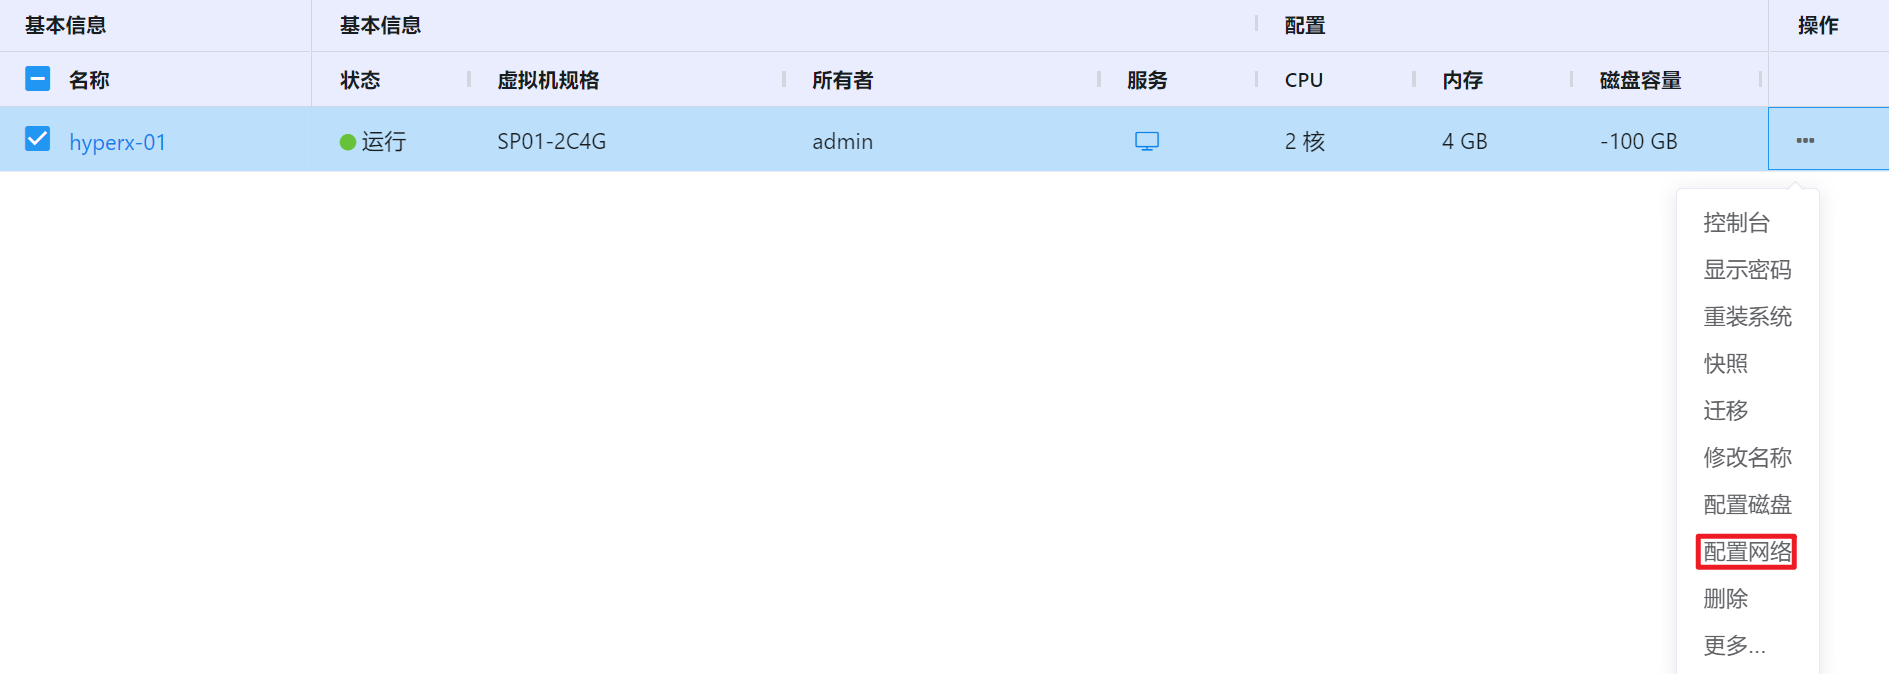 基本信息 基本信息 配置 操作
名称 状态 虚拟机规格 所有者 服务 CPU 内存 磁盘容量
hyperx-01 运行 SP01-2C4G admin 2 核 4 GB -100 GB ···
控制台
显示密码
重装系统
快照
迁移
修改名称
配置磁盘
配置网络
删除
更多...